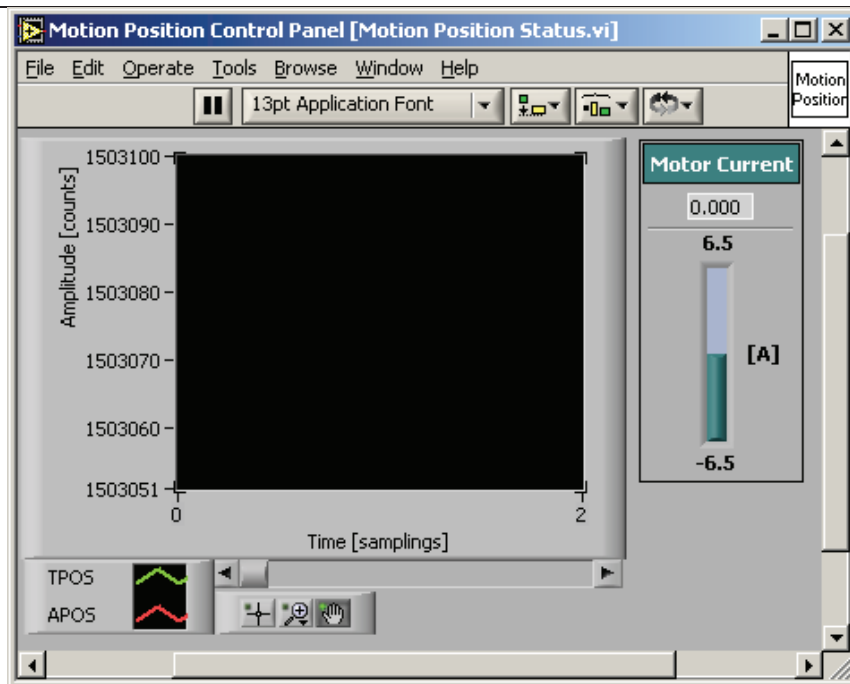 Motion Position Control Panel [Motion Position Status.vi]
File Edit Operate Tools Browse Window Help
Motion
Position
13pt Application Font
Amplitude [counts]
1503100
1503090
1503080
1503070
1503060
1503051
0
2
Time [samplings]
Motor Current
0.000
6.5
[A]
-6.5
TPOS
APOS